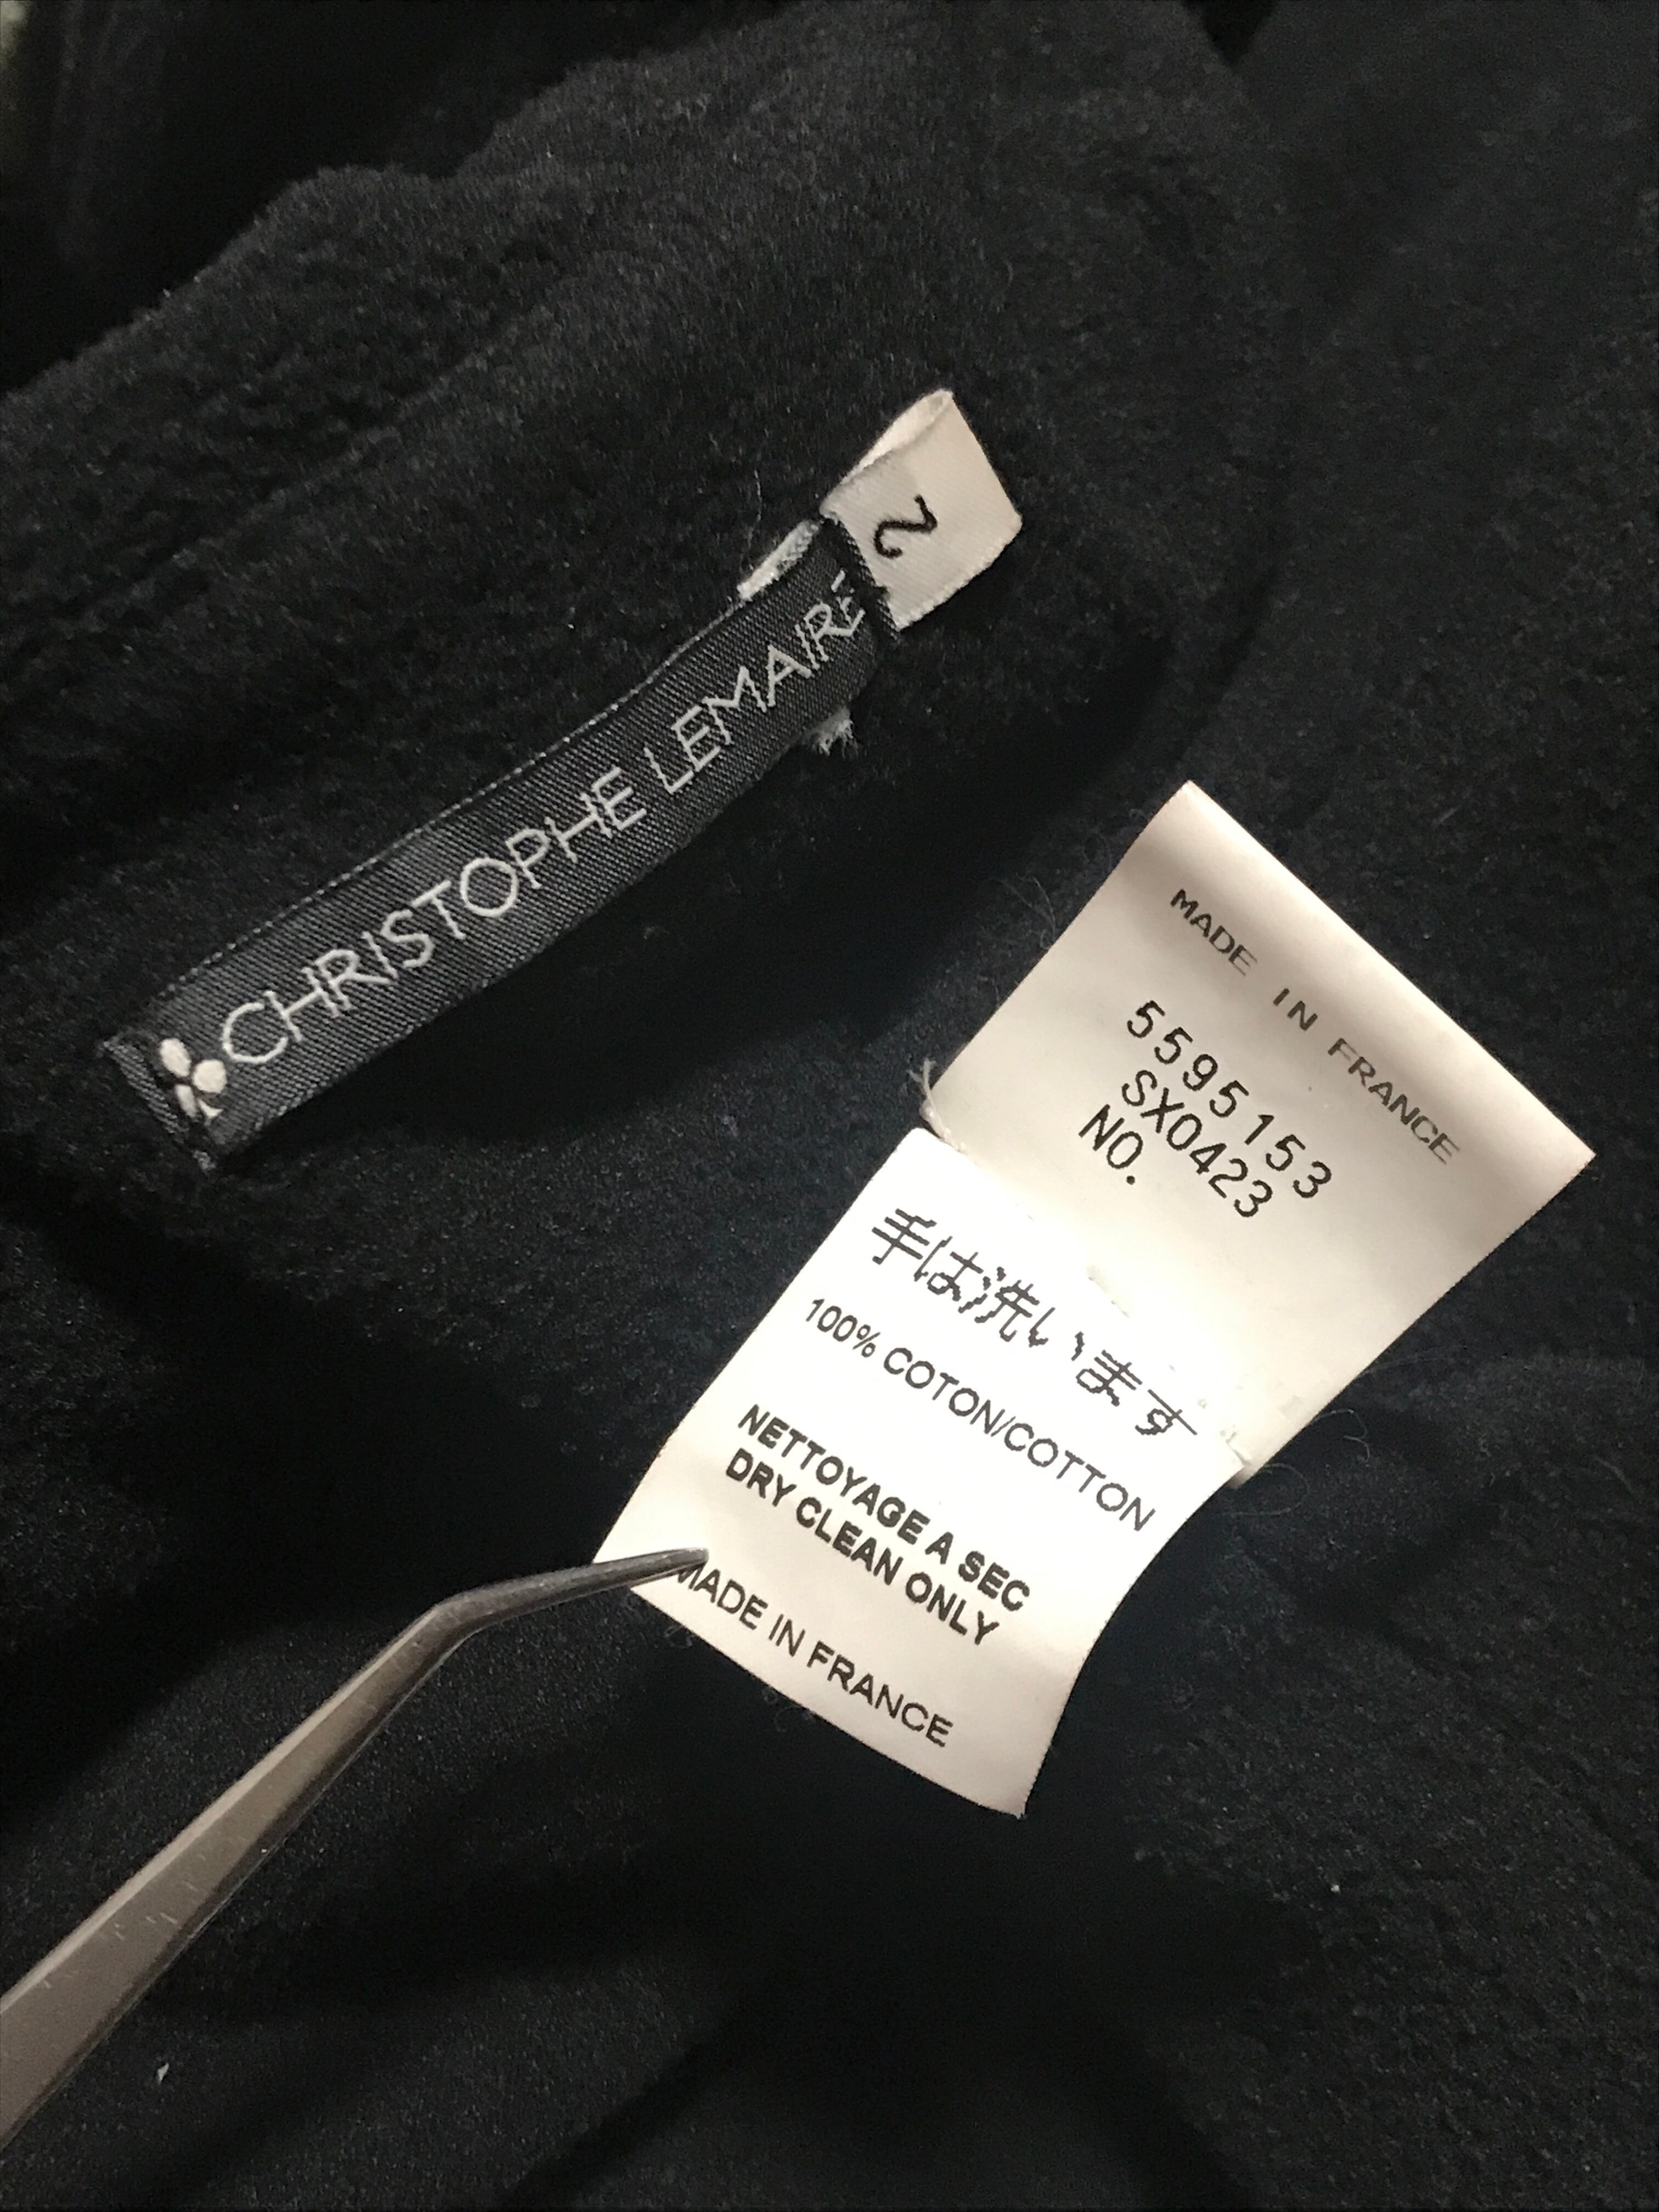 2
CHRISTOPHE LEMAIRE
MADE IN FRANCE
5595153
SX0423
NO.
手は洗います
100% COTON/COTTON
NETTOYAGE A SEC
DRY CLEAN ONLY
MADE IN FRANCE